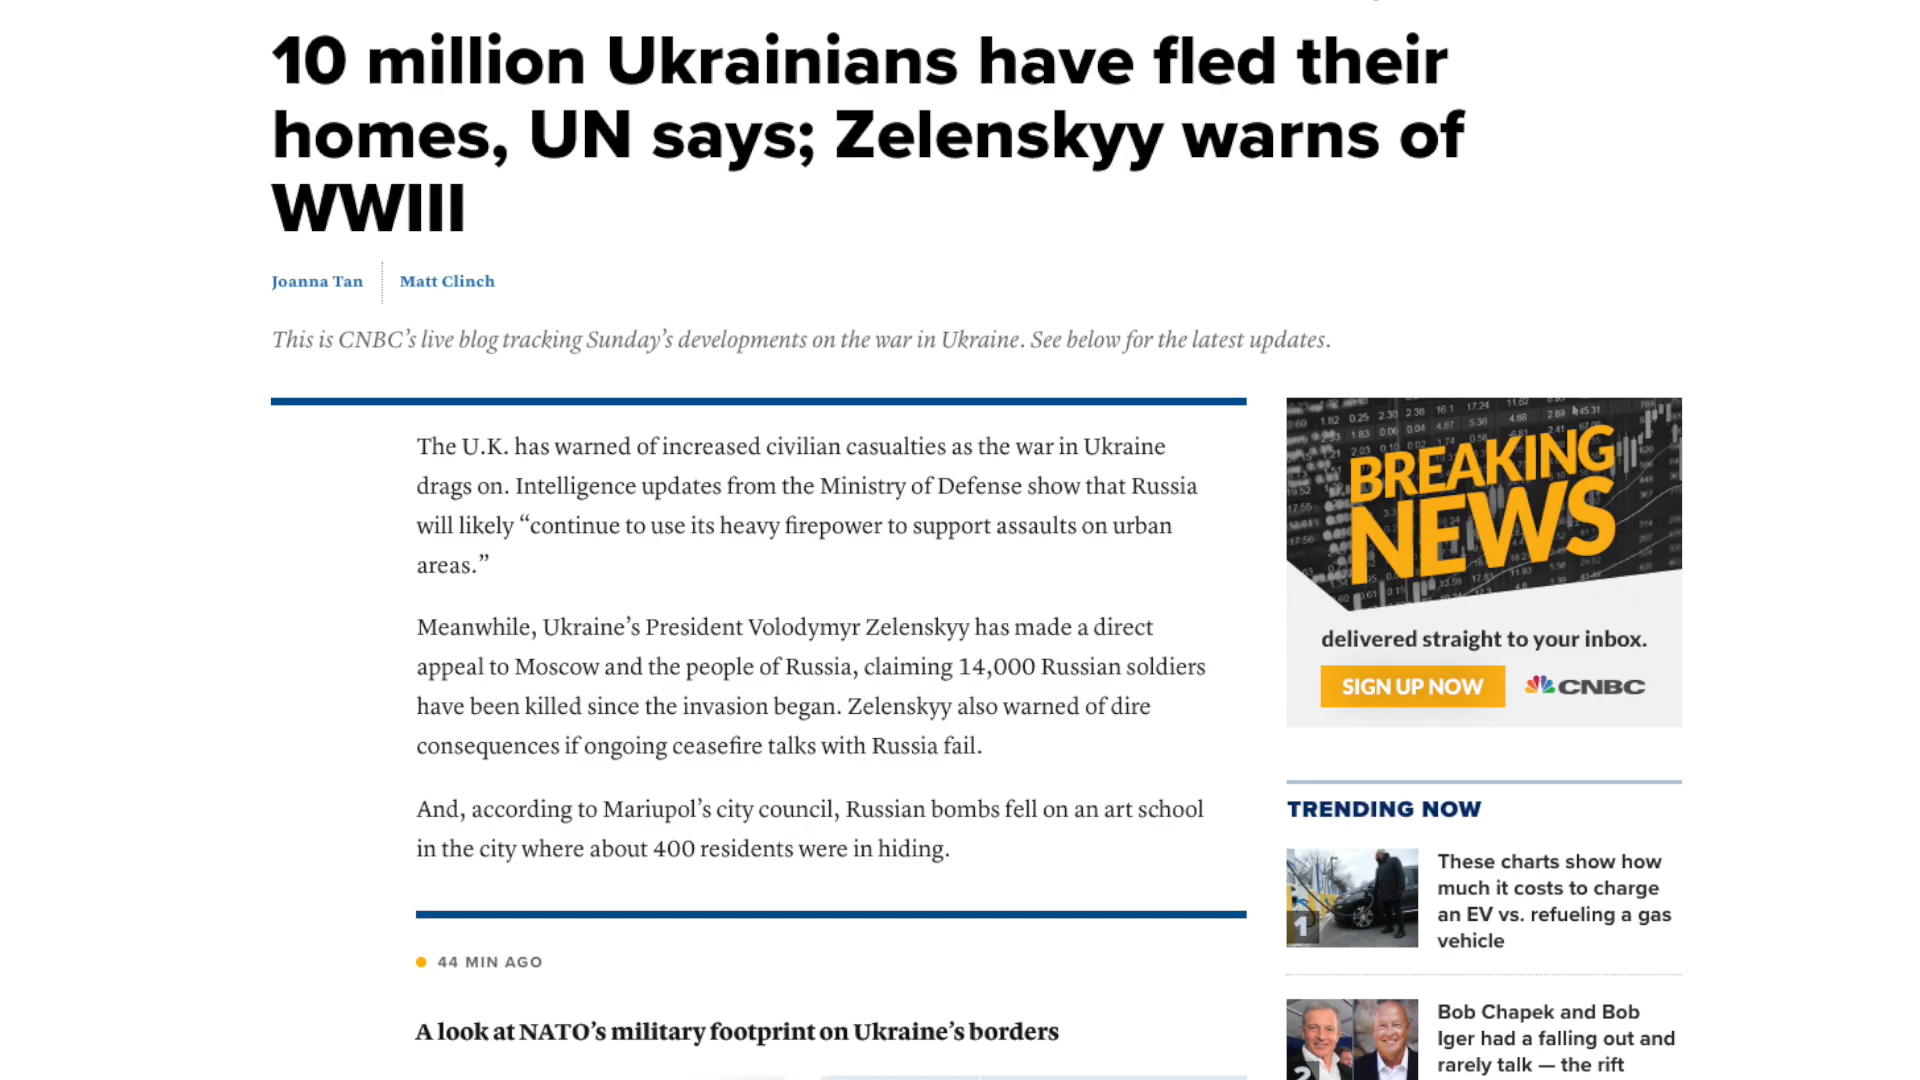 10 million Ukrainians have fled their
homes, UN says; Zelenskyy warns of
WWIII
Joanna Tan
Matt Clinch
This is CNBC’s live blog tracking Sunday’s developments on the war in Ukraine. See below for the latest updates.
The U.K. has warned of increased civilian casualties as the war in Ukraine
drags on. Intelligence updates from the Ministry of Defense show that Russia
will likely “continue to use its heavy firepower to support assaults on urban
areas.”
Meanwhile, Ukraine’s President Volodymyr Zelenskyy has made a direct
appeal to Moscow and the people of Russia, claiming 14,000 Russian soldiers
have been killed since the invasion began. Zelenskyy also warned of dire
consequences if ongoing ceasefire talks with Russia fail.
And, according to Mariupol’s city council, Russian bombs fell on an art school
in the city where about 400 residents were in hiding.
44 MIN AGO
A look at NATO’s military footprint on Ukraine’s borders
BREAKING
NEWS
delivered straight to your inbox.
SIGN UP NOW
CNBC
TRENDING NOW
1
These charts show how
much it costs to charge
an EV vs. refueling a gas
vehicle
2
Bob Chapek and Bob
Iger had a falling out and
rarely talk — the rift